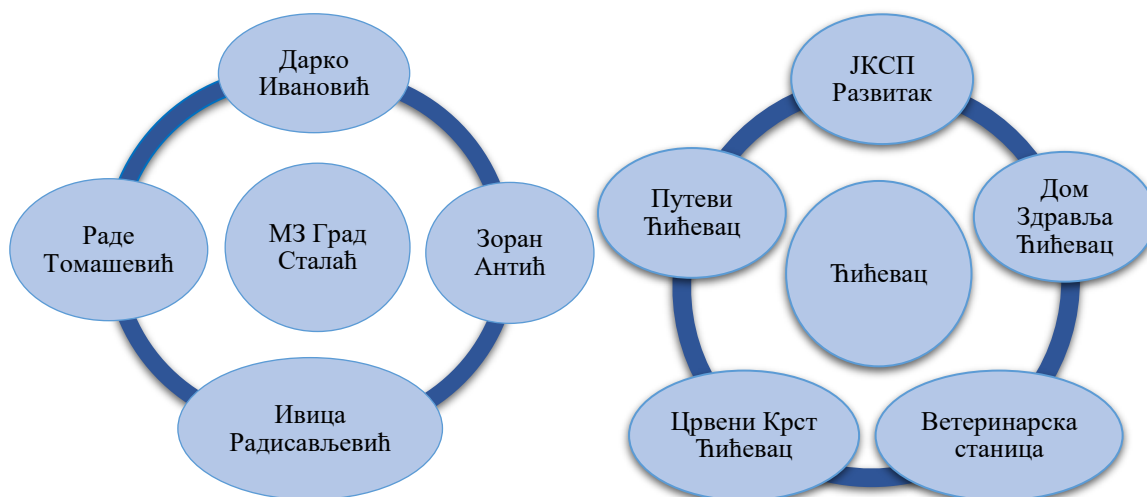 Дарко
Ивановић
Раде
Томашевић
МЗ Град
Сталаћ
Зоран
Антић
Ивица
Радисављевић
ЈКСП
Развитак
Путеви
Ћићевац
Дом
Здравља
Ћићевац
Ћићевац
Црвени Крст
Ћићевац
Ветеринарска
станица